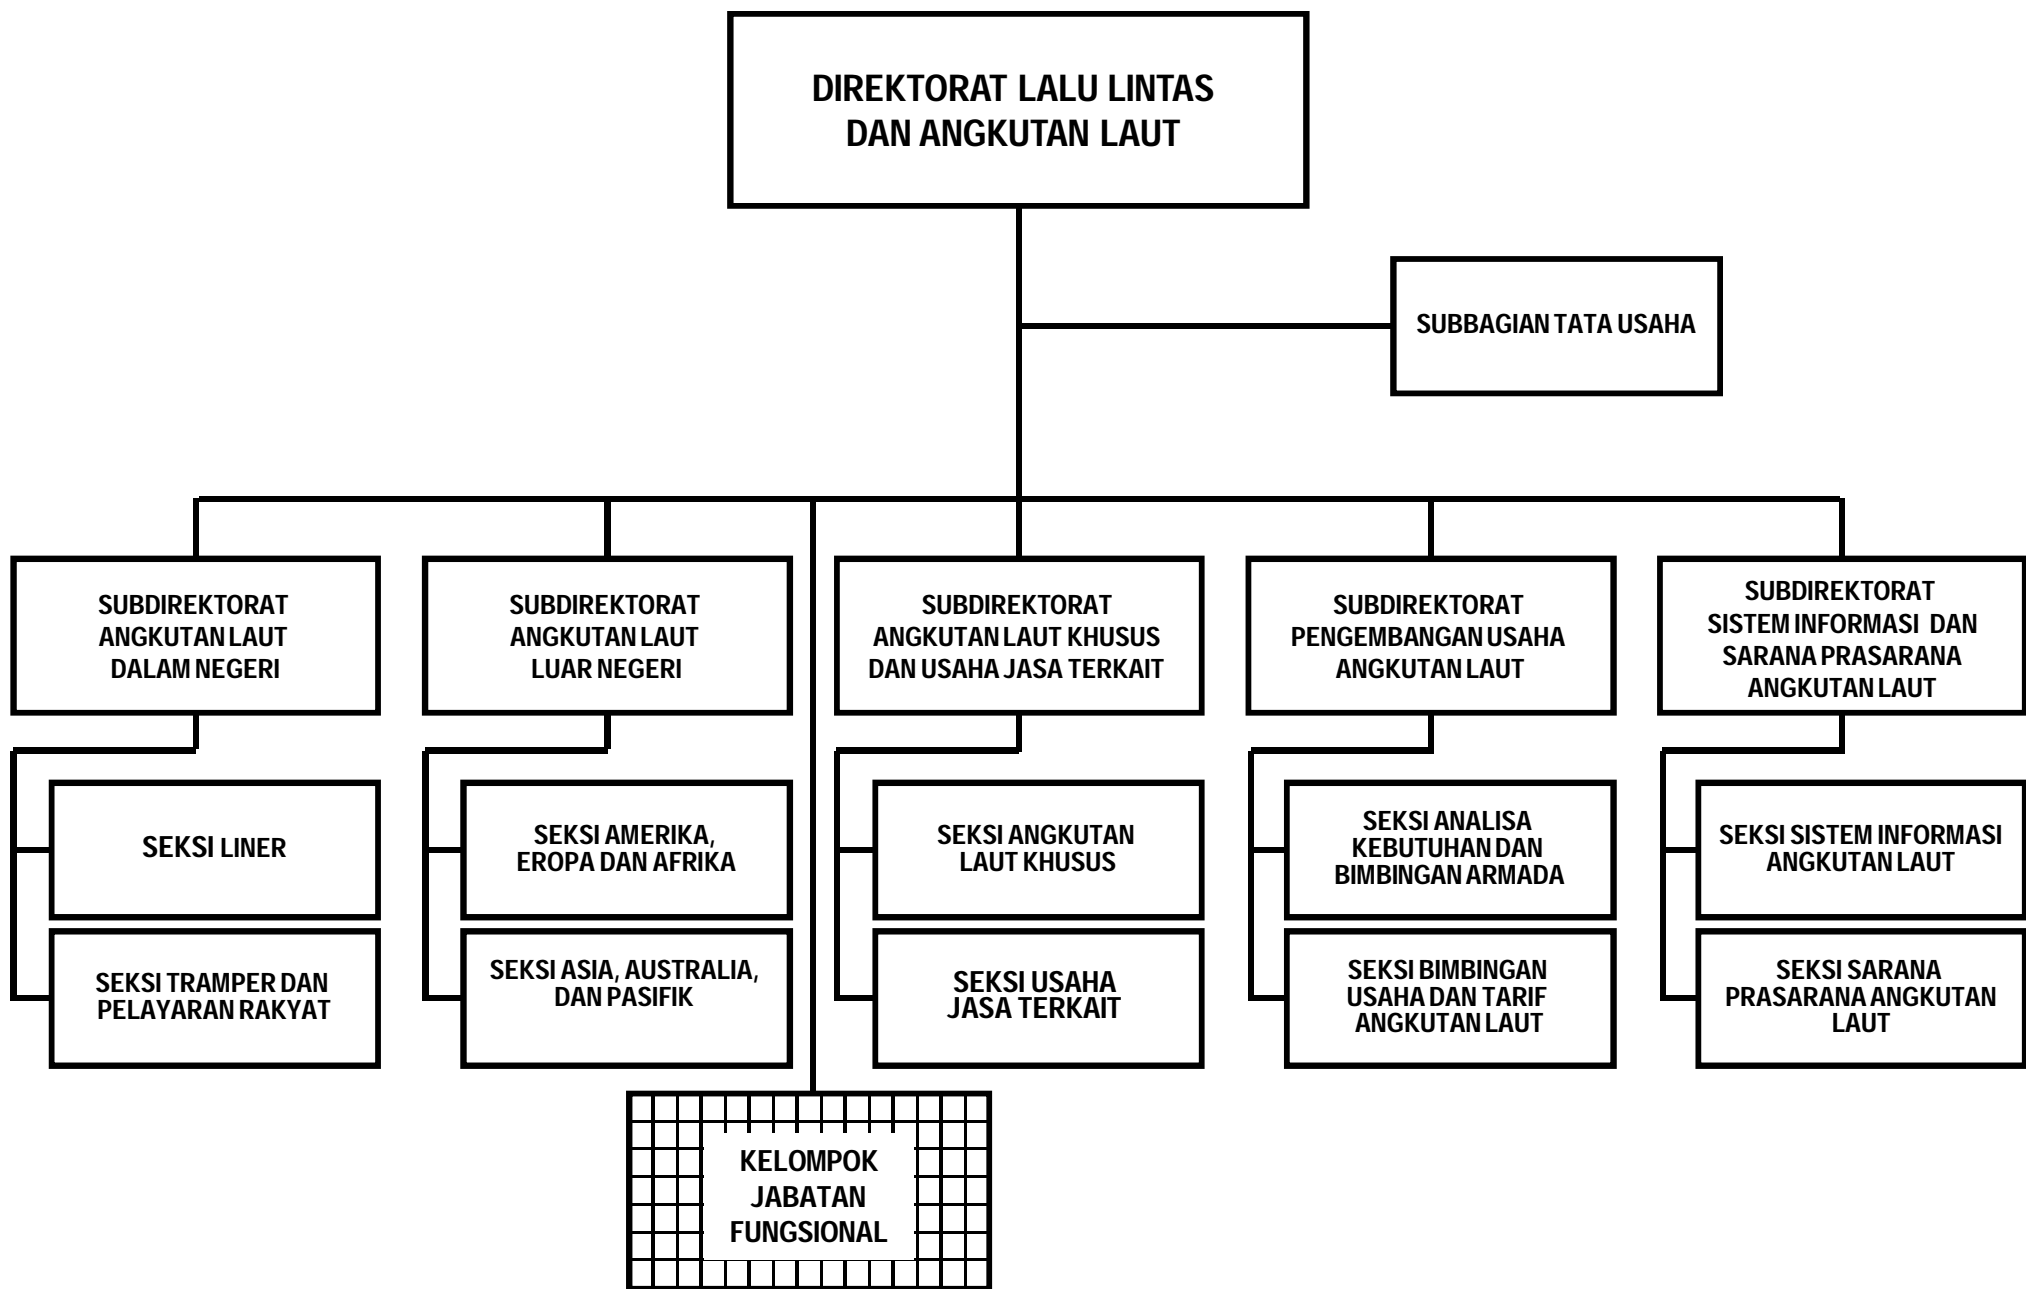 DIREKTORAT LALU LINTAS
DAN ANGKUTAN LAUT
SUBBAGIAN TATA USAHA
SUBDIREKTORAT
ANGKUTAN LAUT
DALAM NEGERI
SUBDIREKTORAT
ANGKUTAN LAUT
LUAR NEGERI
SUBDIREKTORAT
ANGKUTAN LAUT KHUSUS
DAN USAHA JASA TERKAIT
SUBDIREKTORAT
PENGEMBANGAN USAHA
ANGKUTAN LAUT
SUBDIREKTORAT
SISTEM INFORMASI DAN
SARANA PRASARANA
ANGKUTAN LAUT
SEKSI LINER
SEKSI AMERIKA,
EROPA DAN AFRIKA
SEKSI ANGKUTAN
LAUT KHUSUS
SEKSI ANALISA
KEBUTUHAN DAN
BIMBINGAN ARMADA
SEKSI SISTEM INFORMASI
ANGKUTAN LAUT
SEKSI TRAMPER DAN
PELAYARAN RAKYAT
SEKSI ASIA, AUSTRALIA,
DAN PASIFIK
SEKSI USAHA
JASA TERKAIT
SEKSI BIMBINGAN
USAHA DAN TARIF
ANGKUTAN LAUT
SEKSI SARANA
PRASARANA ANGKUTAN
LAUT
KELOMPOK
JABATAN
FUNGSIONAL